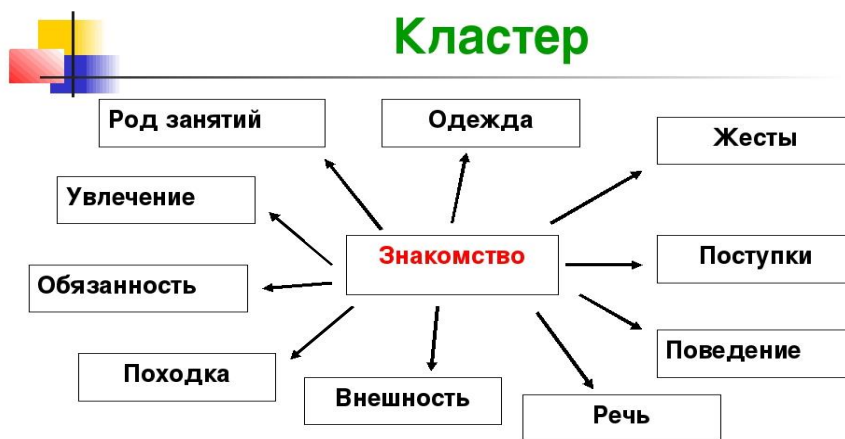 Кластер
Род занятий
Одежда
Жесты
Увлечение
Знакомство
Поступки
Обязанность
Поведение
Походка
Внешность
Речь